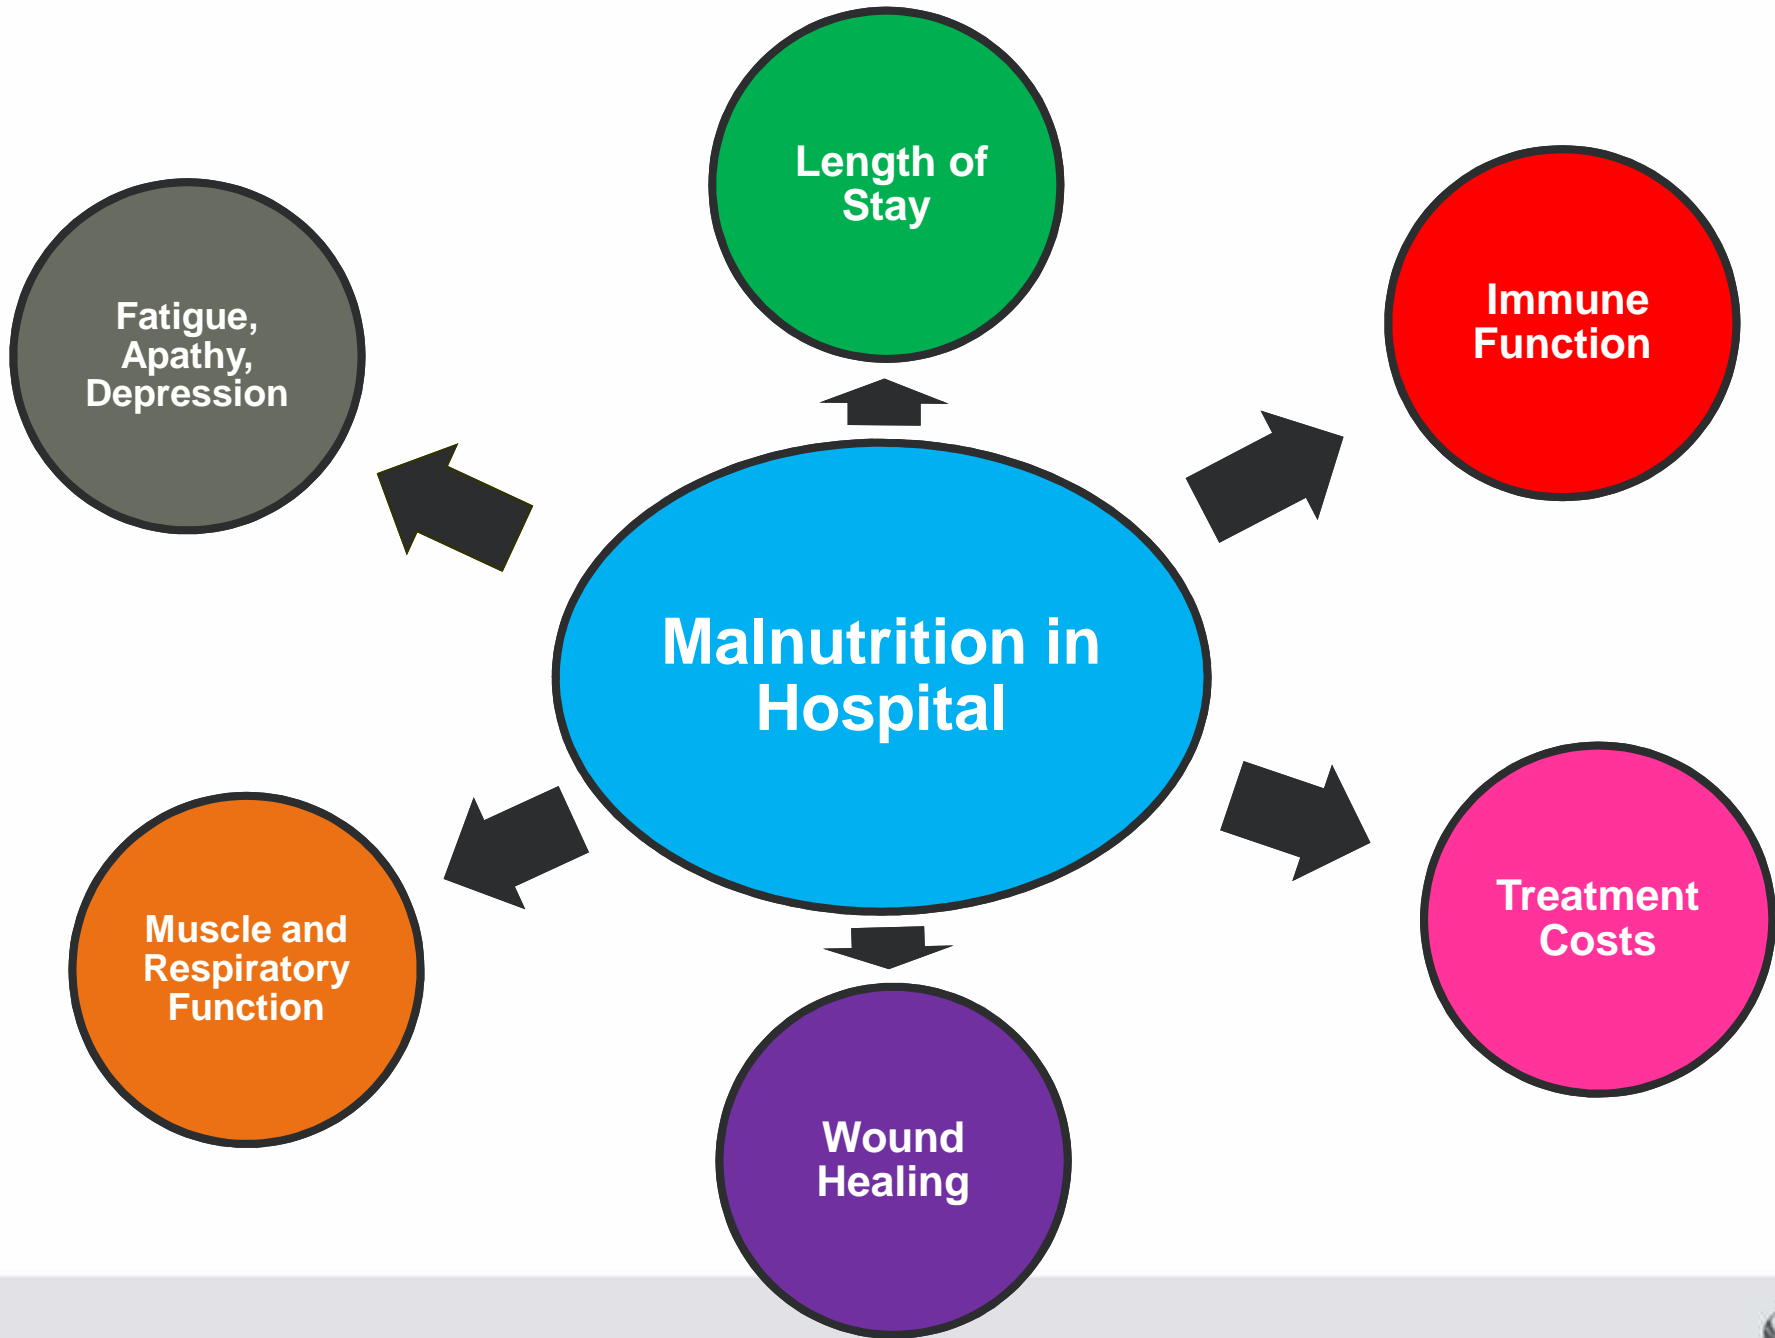 Length of
Stay
Immune
Function
Fatigue,
Apathy,
Depression
Malnutrition in
Hospital
Treatment
Costs
Muscle and
Respiratory
Function
Wound
Healing